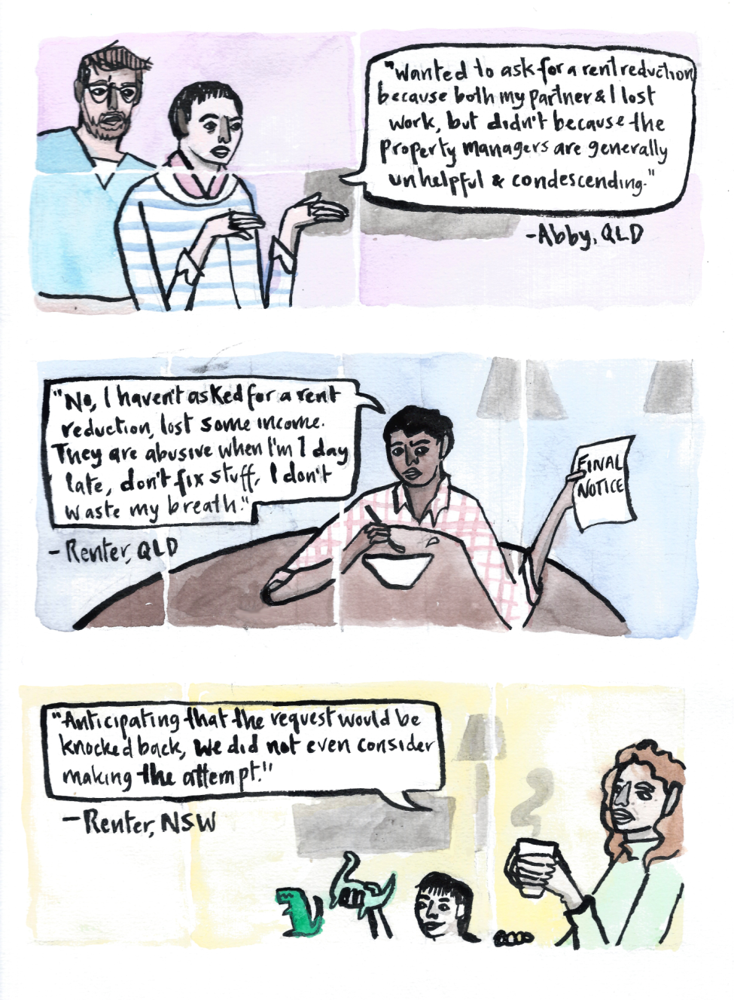 "Wanted to ask for a rent reduction
because both my partner & I lost
work, but didn't because the
property managers are generally
unhelpful & condescending."
-Abby, QLD
"No, I haven't asked for a rent
reduction, lost some income.
They are abusive when I'm 1 day
late, don't fix stuff, I don't
waste my breath."
- Renter, QLD
FINAL
NOTICE
"Anticipating that the request would be
knocked back, we did not even consider
making the attempt."
- Renter, NSW